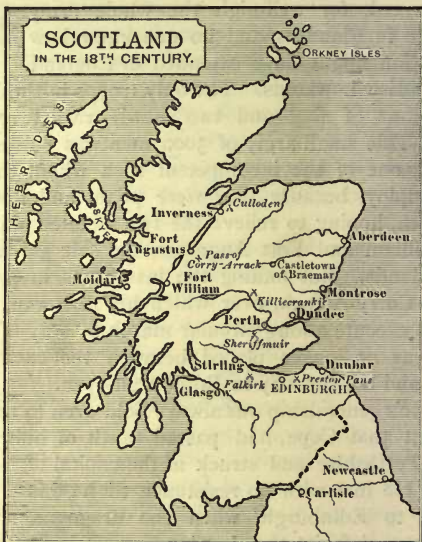 SCOTLAND
IN THE 18TH CENTURY.
ORKNEY ISLES
HEBRIDES
SKYE
Inverness
Culloden
Fort
Augustus
Pass of
Corry-Arrack
Aberdeen
Castletown
of Braemar
Moidart
Fort
William
Killiecrankie
Montrose
Dundee
Perth
Sheriffmuir
Stirling
Dunbar
Falkirk
Preston Pans
EDINBURGH
Glasgow
Newcastle
Carlisle